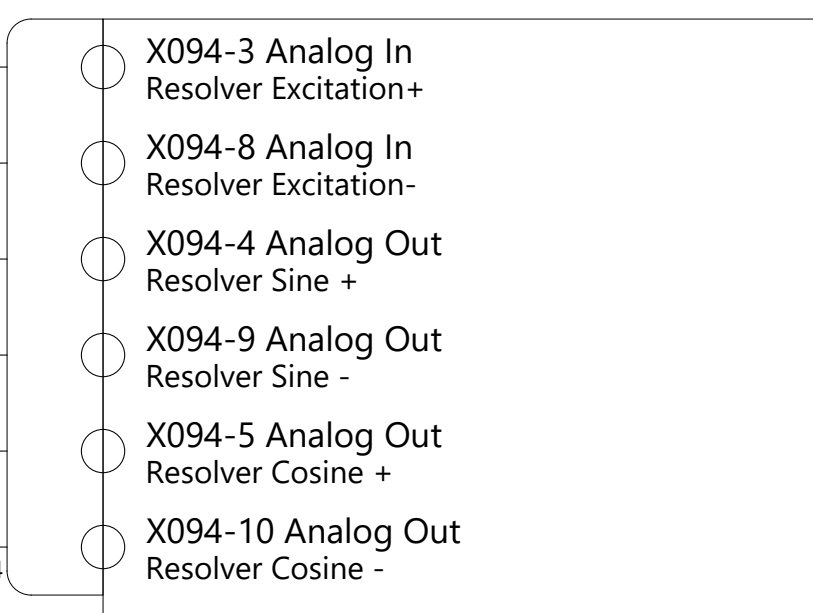 X094-3 Analog In
Resolver Excitation+
X094-8 Analog In
Resolver Excitation-
X094-4 Analog Out
Resolver Sine +
X094-9 Analog Out
Resolver Sine -
X094-5 Analog Out
Resolver Cosine +
X094-10 Analog Out
Resolver Cosine -